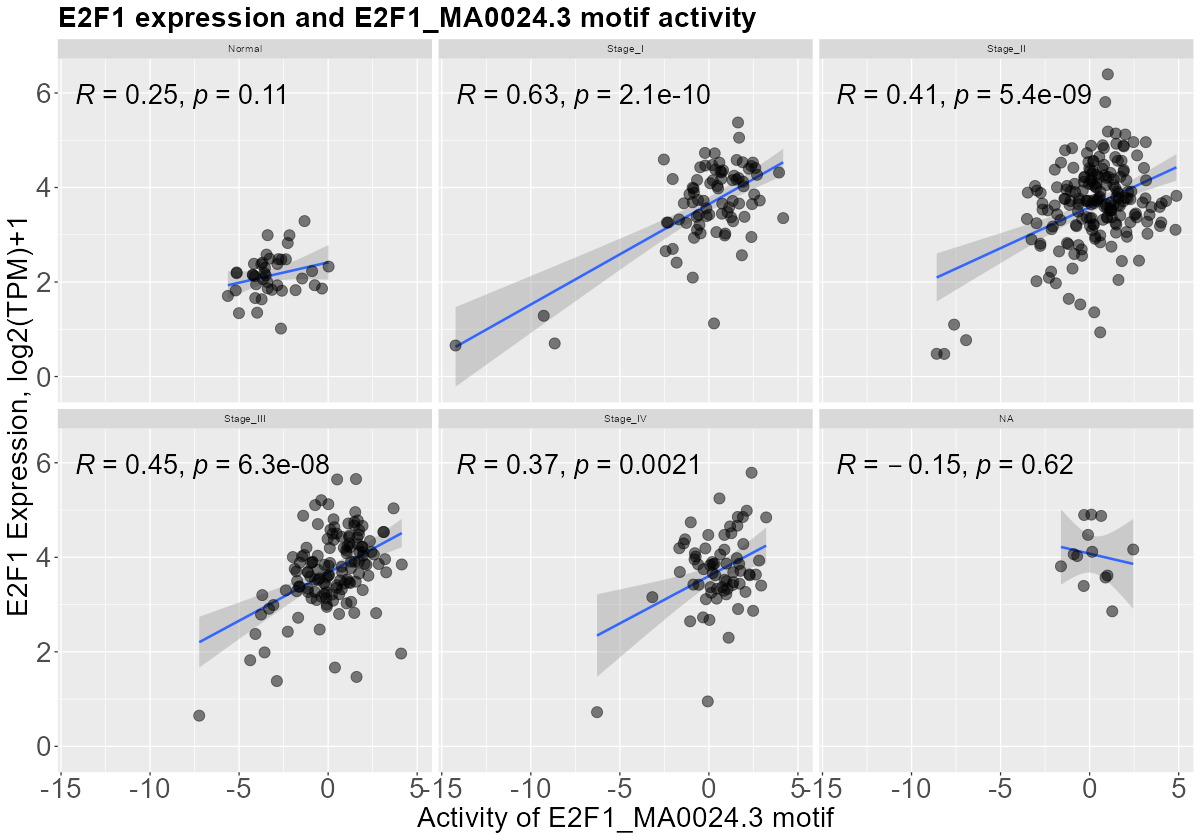 E2F1 expression and E2F1_MA0024.3 motif activity
Normal
Stage_I
Stage_II
R = 0.25, p = 0.11
R = 0.63, p = 2.1e-10
R = 0.41, p = 5.4e-09
6
4
2
0
Stage_III
Stage_IV
NA
R = 0.45, p = 6.3e-08
R = 0.37, p = 0.0021
R = − 0.15, p = 0.62
6
4
2
0
E2F1 Expression, log2(TPM)+1
-15 -10 -5 0 5 -15 -10 -5 0 5 -15 -10 -5 0 5
Activity of E2F1_MA0024.3 motif